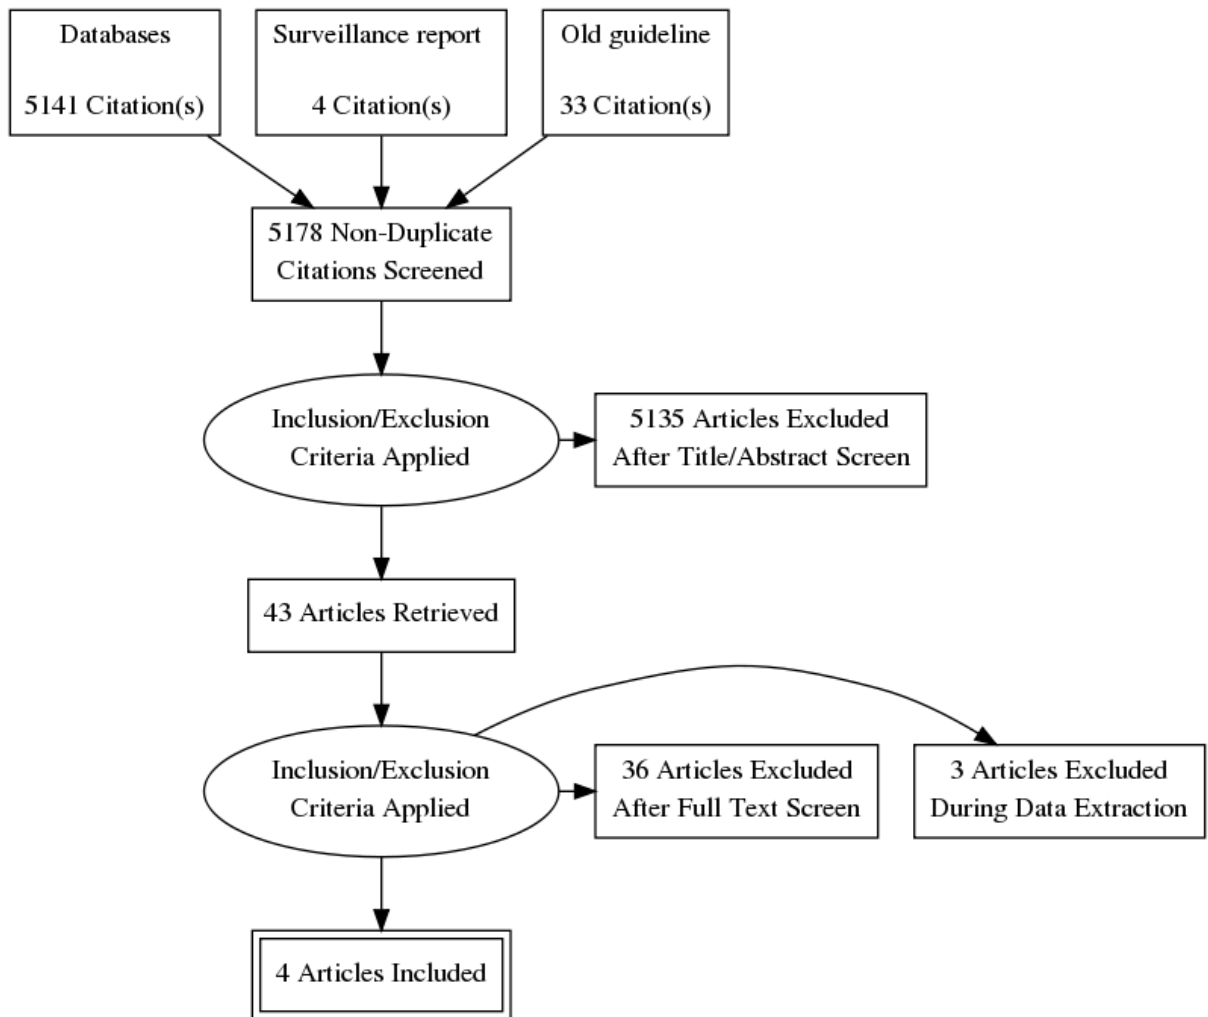 Databases
5141 Citation(s)
Surveillance report
4 Citation(s)
Old guideline
33 Citation(s)
5178 Non-Duplicate
Citations Screened
Inclusion/Exclusion
Criteria Applied
5135 Articles Excluded
After Title/Abstract Screen
43 Articles Retrieved
Inclusion/Exclusion
Criteria Applied
36 Articles Excluded
After Full Text Screen
3 Articles Excluded
During Data Extraction
4 Articles Included